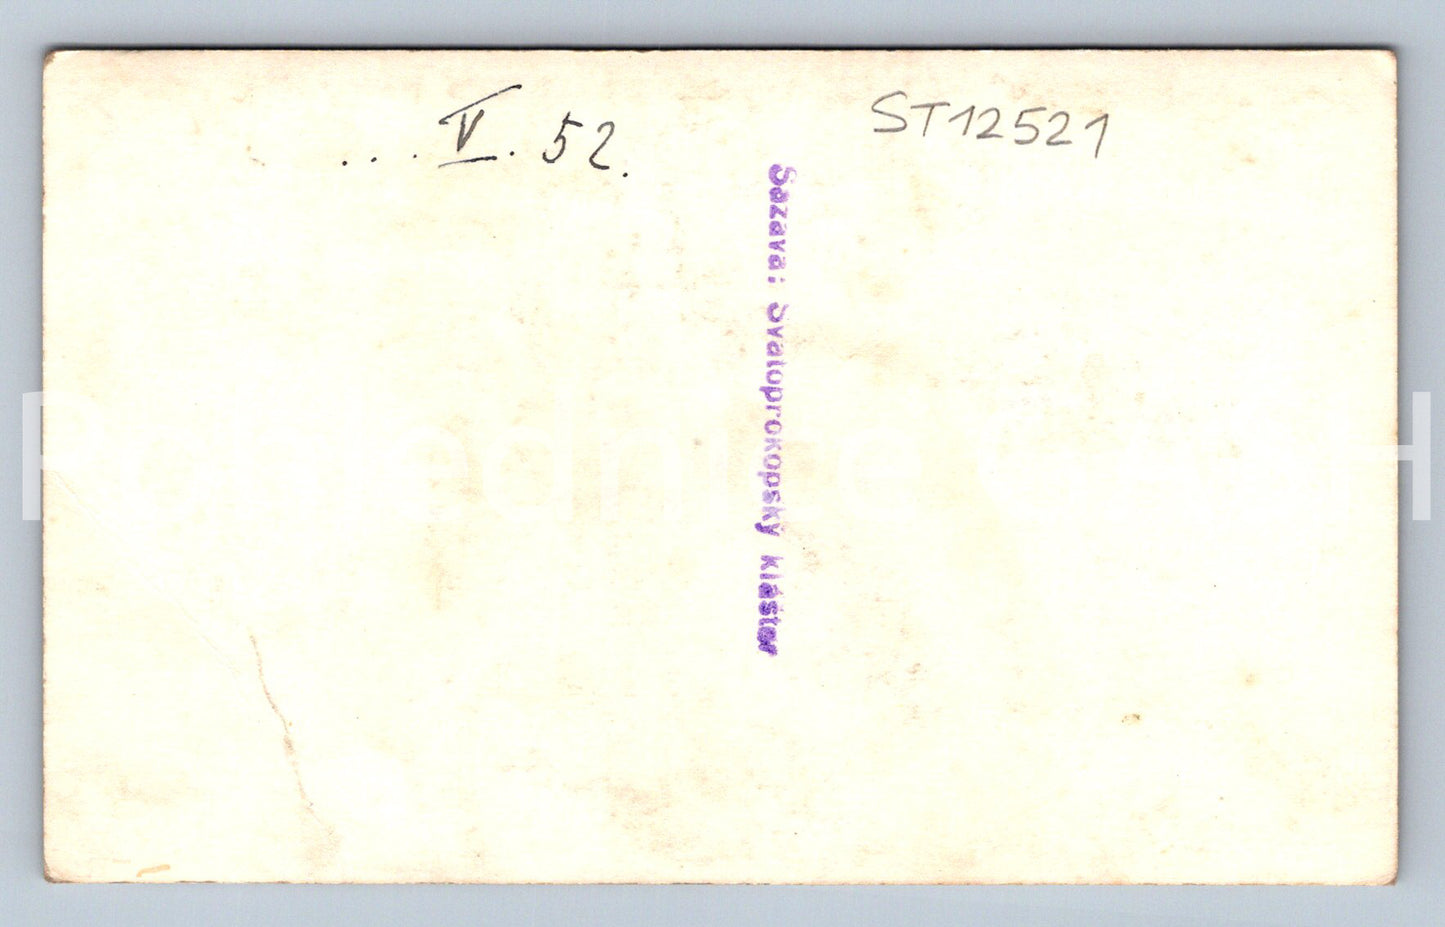 ... V. 52.
ST12521
Sázava: Svatoprokopský klášter